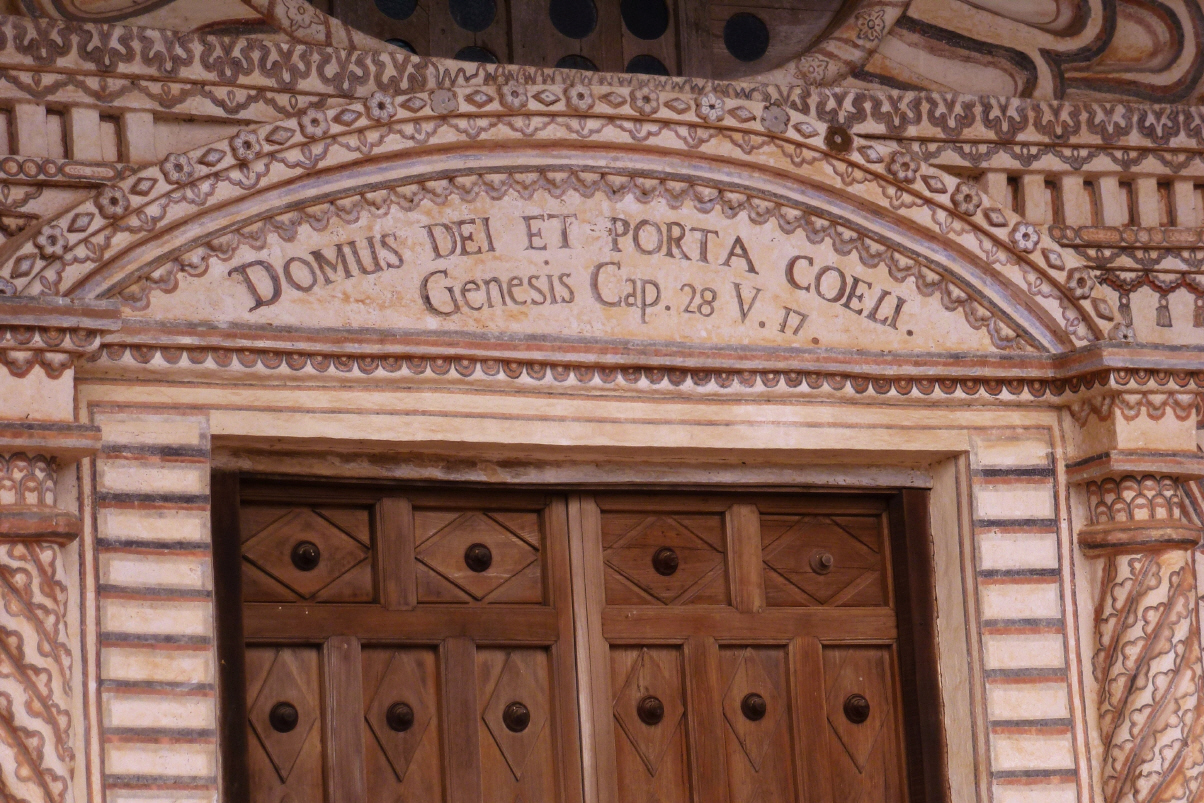 DOMUS DEI ET PORTA COELI.
Genesis Cap. 28 V. 17